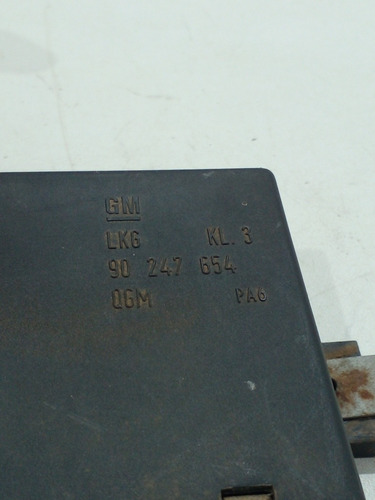 GM
LKG KL. 3
90 247 654
QGM PA6